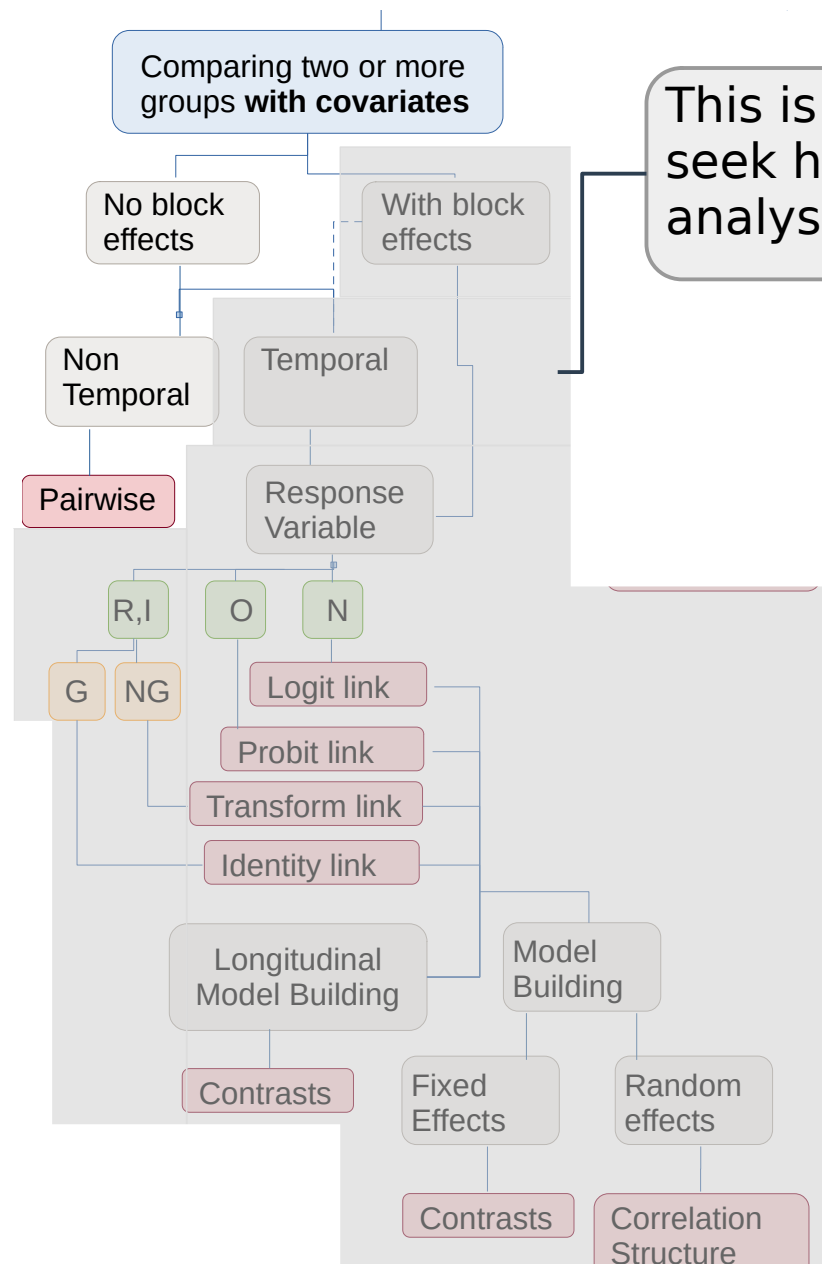 Comparing two or more
groups with covariates
This is
seek h
analys
No block
effects
With block
effects
Non
Temporal
Temporal
Pairwise
Response
Variable
R,I
O
N
G
NG
Logit link
Probit link
Transform link
Identity link
Longitudinal
Model Building
Model
Building
Contrasts
Fixed
Effects
Random
effects
Contrasts
Correlation
Structure